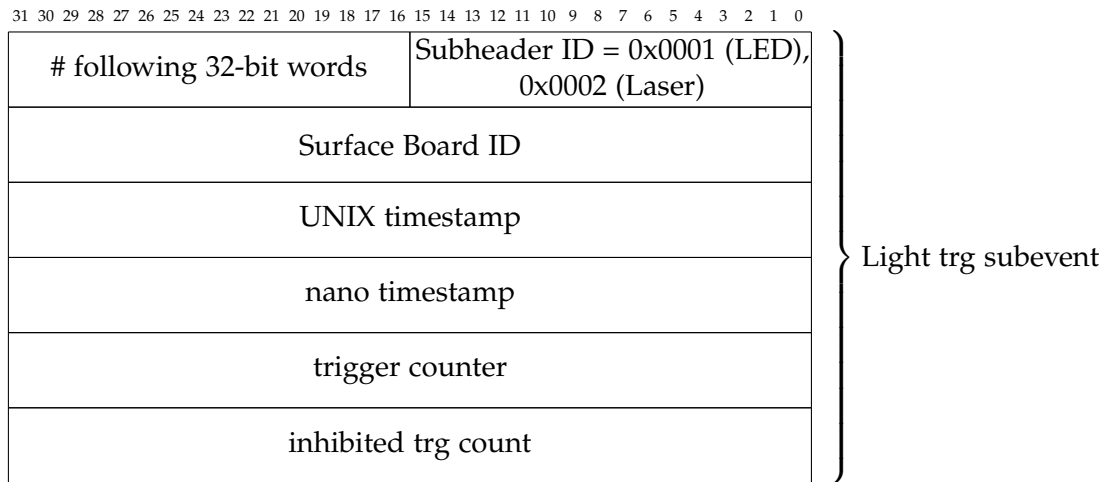 31 30 29 28 27 26 25 24 23 22 21 20 19 18 17 16 15 14 13 12 11 10 9 8 7 6 5 4 3 2 1 0
# following 32-bit words
Subheader ID = 0x0001 (LED),
0x0002 (Laser)
Surface Board ID
UNIX timestamp
nano timestamp
trigger counter
inhibited trg count
Light trg subevent